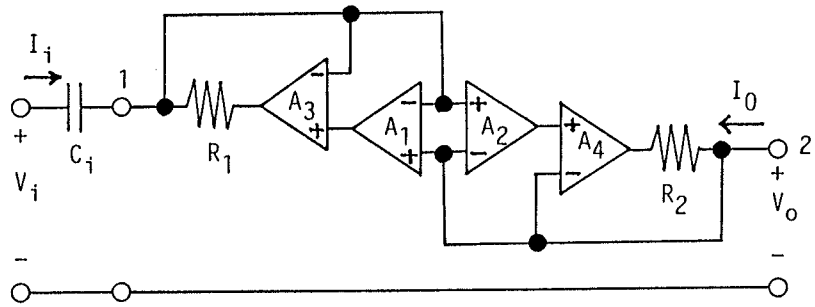 I_i
1
+
V_i
-
C_i
R_1
-
A_3
+
-
A_1
+
+
A_2
-
+
A_4
-
R_2
I_0
2
+
V_o
-